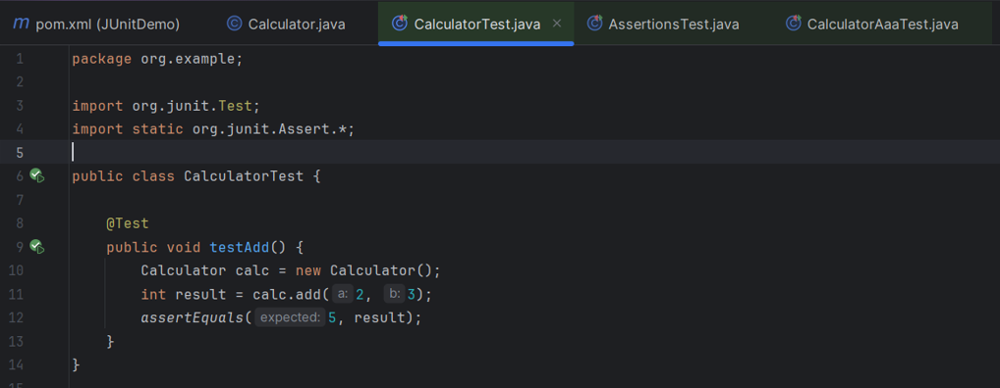 pom.xml (JUnitDemo) Calculator.java CalculatorTest.java AssertionsTest.java CalculatorAaaTest.java
1 package org.example;
2
3 import org.junit.Test;
4 import static org.junit.Assert.*;
5
6 public class CalculatorTest {
7
8 @Test
9 public void testAdd() {
10 Calculator calc = new Calculator();
11 int result = calc.add( a: 2, b: 3);
12 assertEquals( expected: 5, result);
13 }
14 }
15